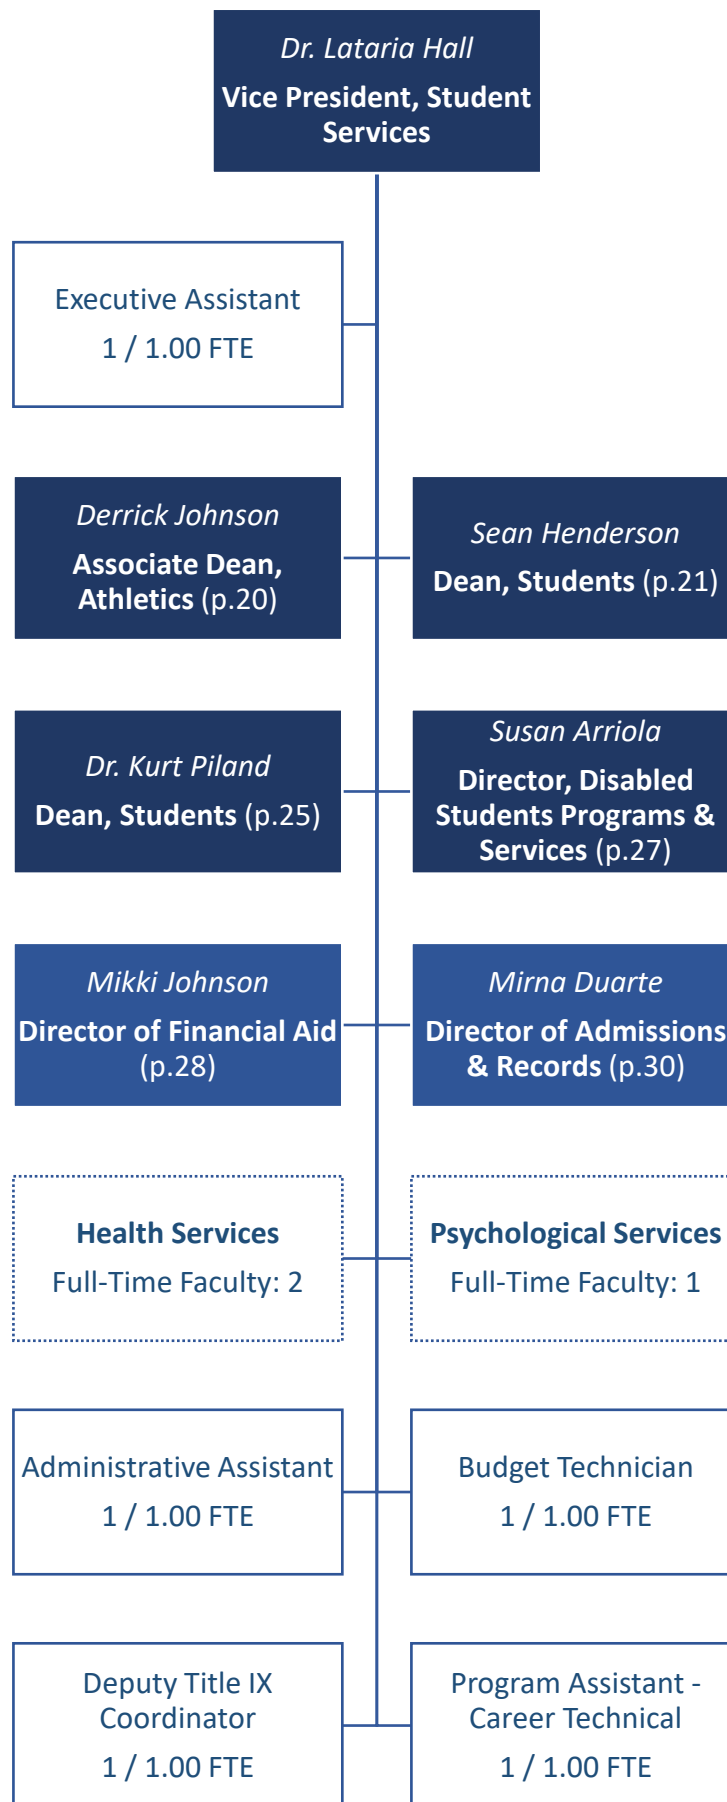 Dr. Lataria Hall
Vice President, Student
Services
Executive Assistant
1 / 1.00 FTE
Derrick Johnson
Associate Dean,
Athletics (p.20)
Sean Henderson
Dean, Students (p.21)
Dr. Kurt Piland
Dean, Students (p.25)
Susan Arriola
Director, Disabled
Students Programs &
Services (p.27)
Mikki Johnson
Director of Financial Aid
(p.28)
Mirna Duarte
Director of Admissions
& Records (p.30)
Health Services
Full-Time Faculty: 2
Psychological Services
Full-Time Faculty: 1
Administrative Assistant
1 / 1.00 FTE
Budget Technician
1 / 1.00 FTE
Deputy Title IX
Coordinator
1 / 1.00 FTE
Program Assistant -
Career Technical
1 / 1.00 FTE